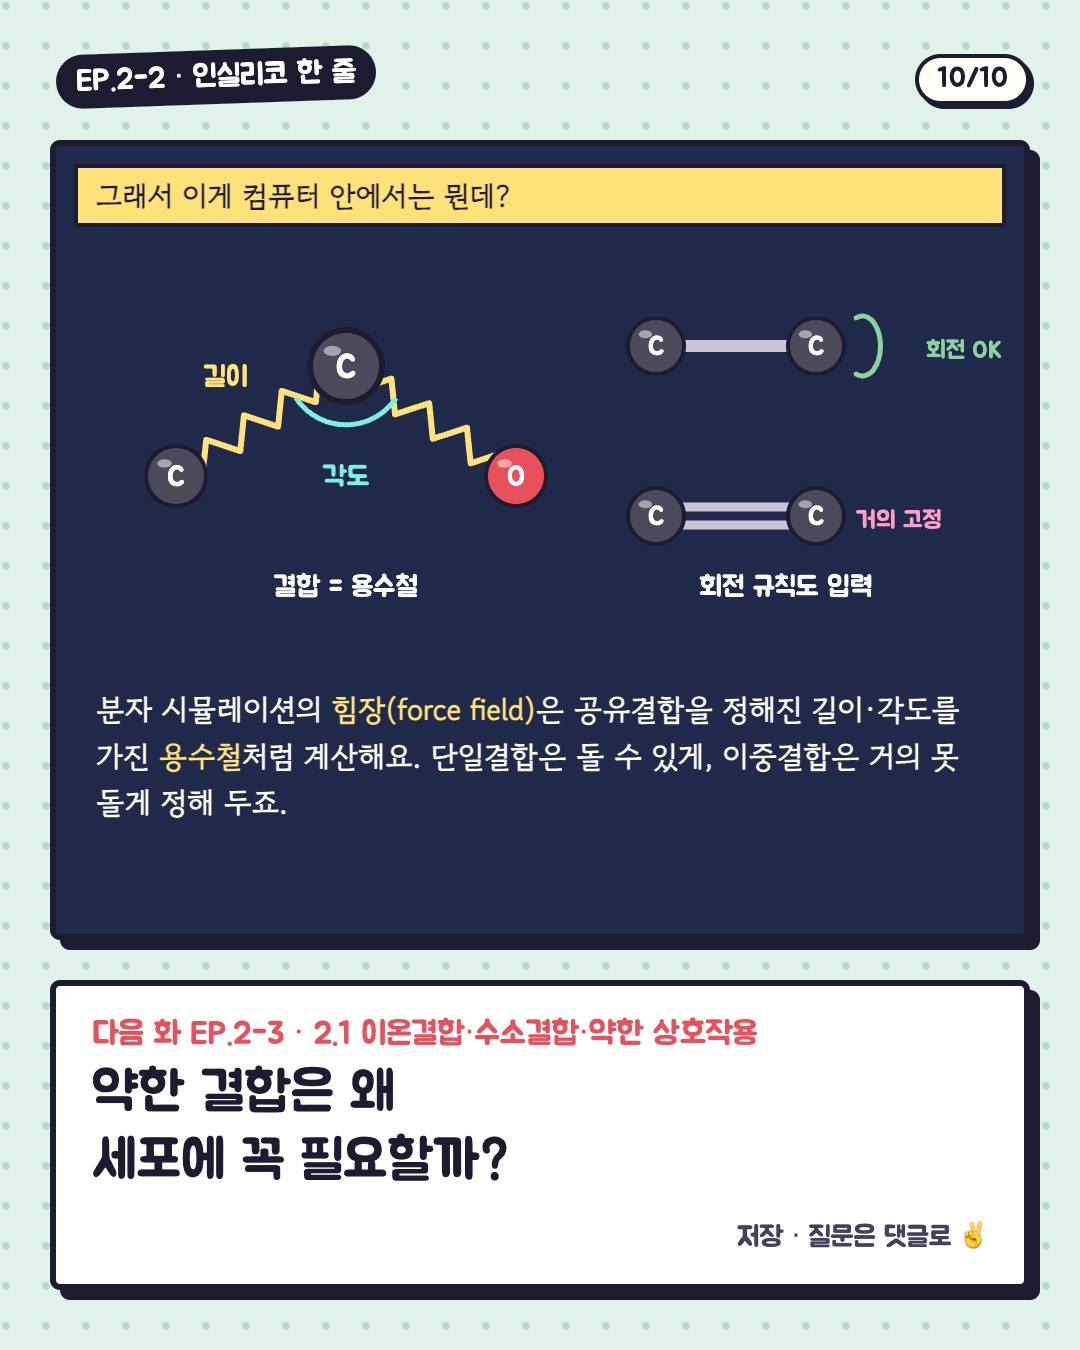 EP.2-2 · 인실리코 한 줄
10/10
그래서 이게 컴퓨터 안에서는 뭔데?
길이
C
C
O
각도
결합 = 용수철
C
C
회전 OK
C
C
거의 고정
회전 규칙도 입력
분자 시뮬레이션의 힘장(force field)은 공유결합을 정해진 길이·각도를
가진 용수철처럼 계산해요. 단일결합은 돌 수 있게, 이중결합은 거의 못
돌게 정해 두죠.
다음 화 EP.2-3 · 2.1 이온결합·수소결합·약한 상호작용
약한 결합은 왜
세포에 꼭 필요할까?
저장 · 질문은 댓글로 ✌️